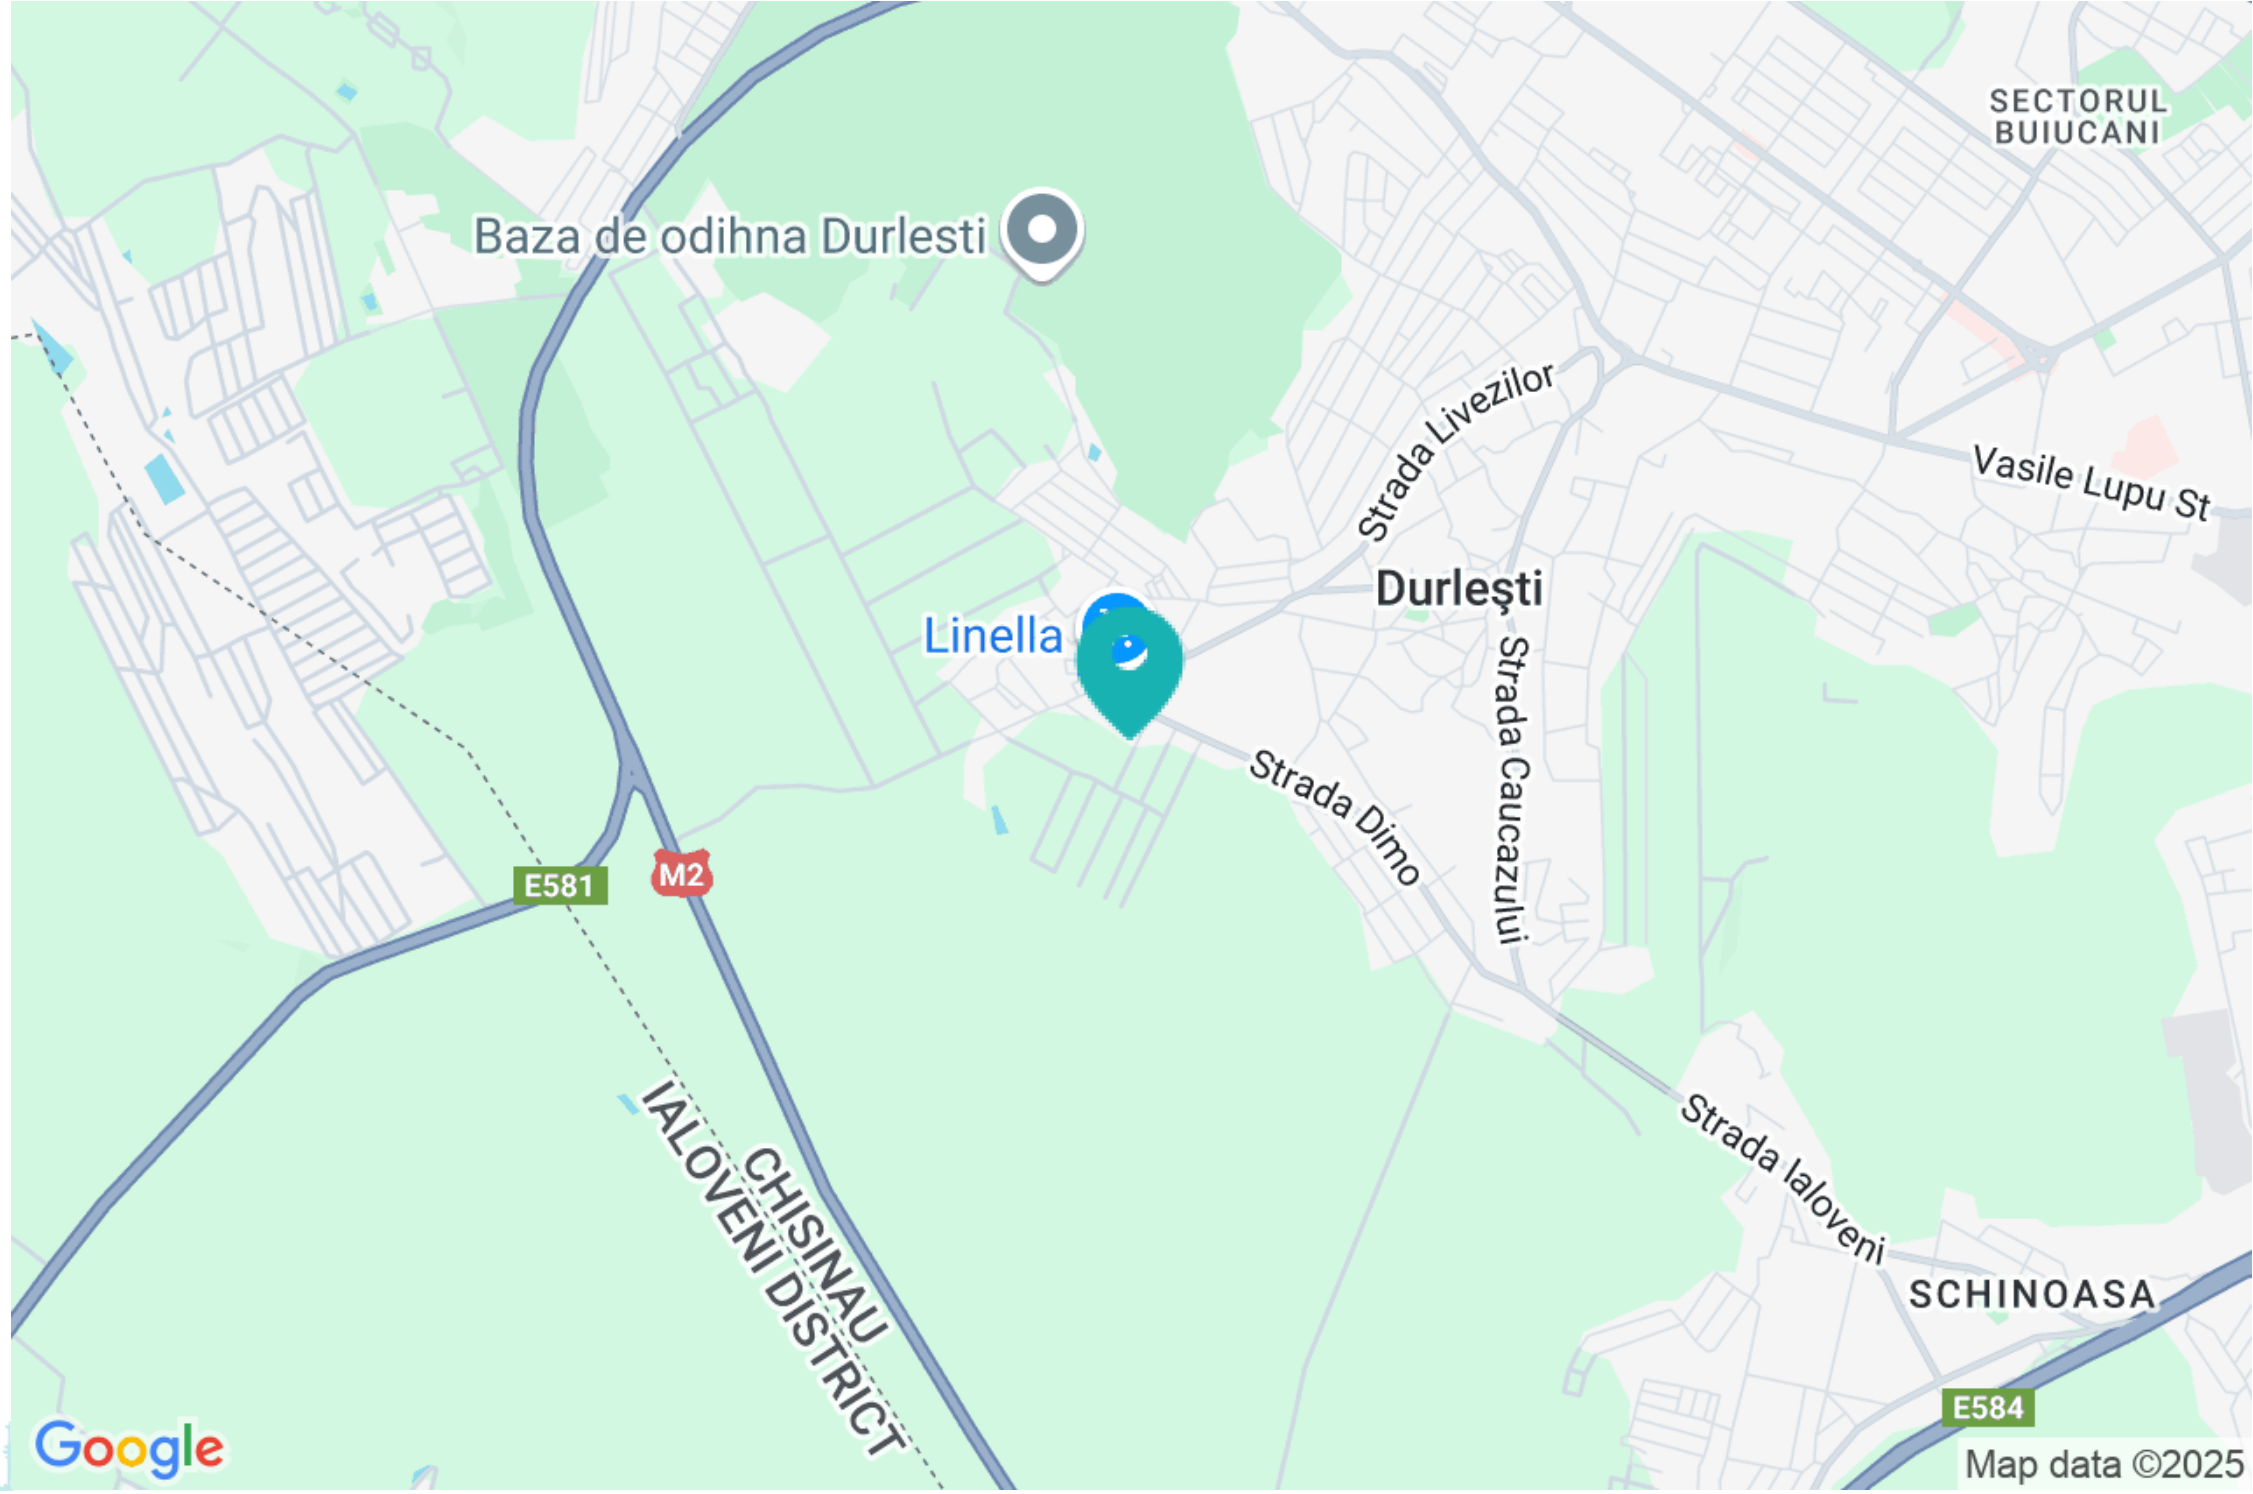 SECTORUL
BUIUCANI
Baza de odihna Durlesti
Strada Livezilor
Vasile Lupu St
Durleşti
Linella
Strada Caucazului
Strada Dimo
E581
M2
IALOVENI DISTRICT
CHISINAU
Strada Ialoveni
SCHINOASA
E584
Google
Map data ©2025